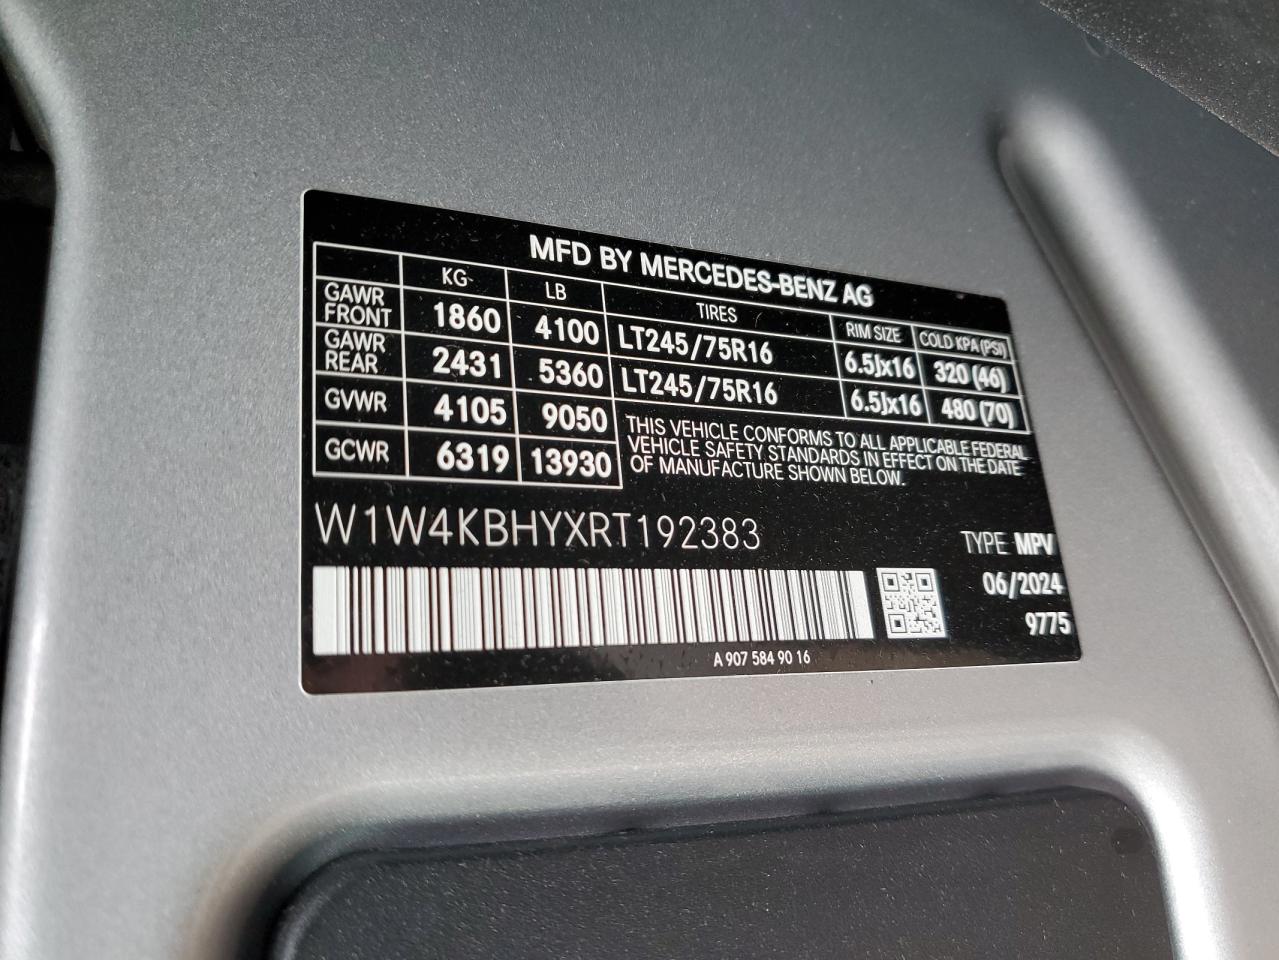 MFD BY MERCEDES-BENZ AG
KG LB TIRES RIM SIZE COLD KPA (PSI)
GAWR FRONT 1860 4100 LT245/75R16 6.5Jx16 320 (46)
GAWR REAR 2431 5360 LT245/75R16 6.5Jx16 480 (70)
GVWR 4105 9050
GCWR 6319 13930
THIS VEHICLE CONFORMS TO ALL APPLICABLE FEDERAL
VEHICLE SAFETY STANDARDS IN EFFECT ON THE DATE
OF MANUFACTURE SHOWN BELOW.
W1W4KBHYXRT192383
TYPE MPV
06/2024
9775
A 907 584 90 16